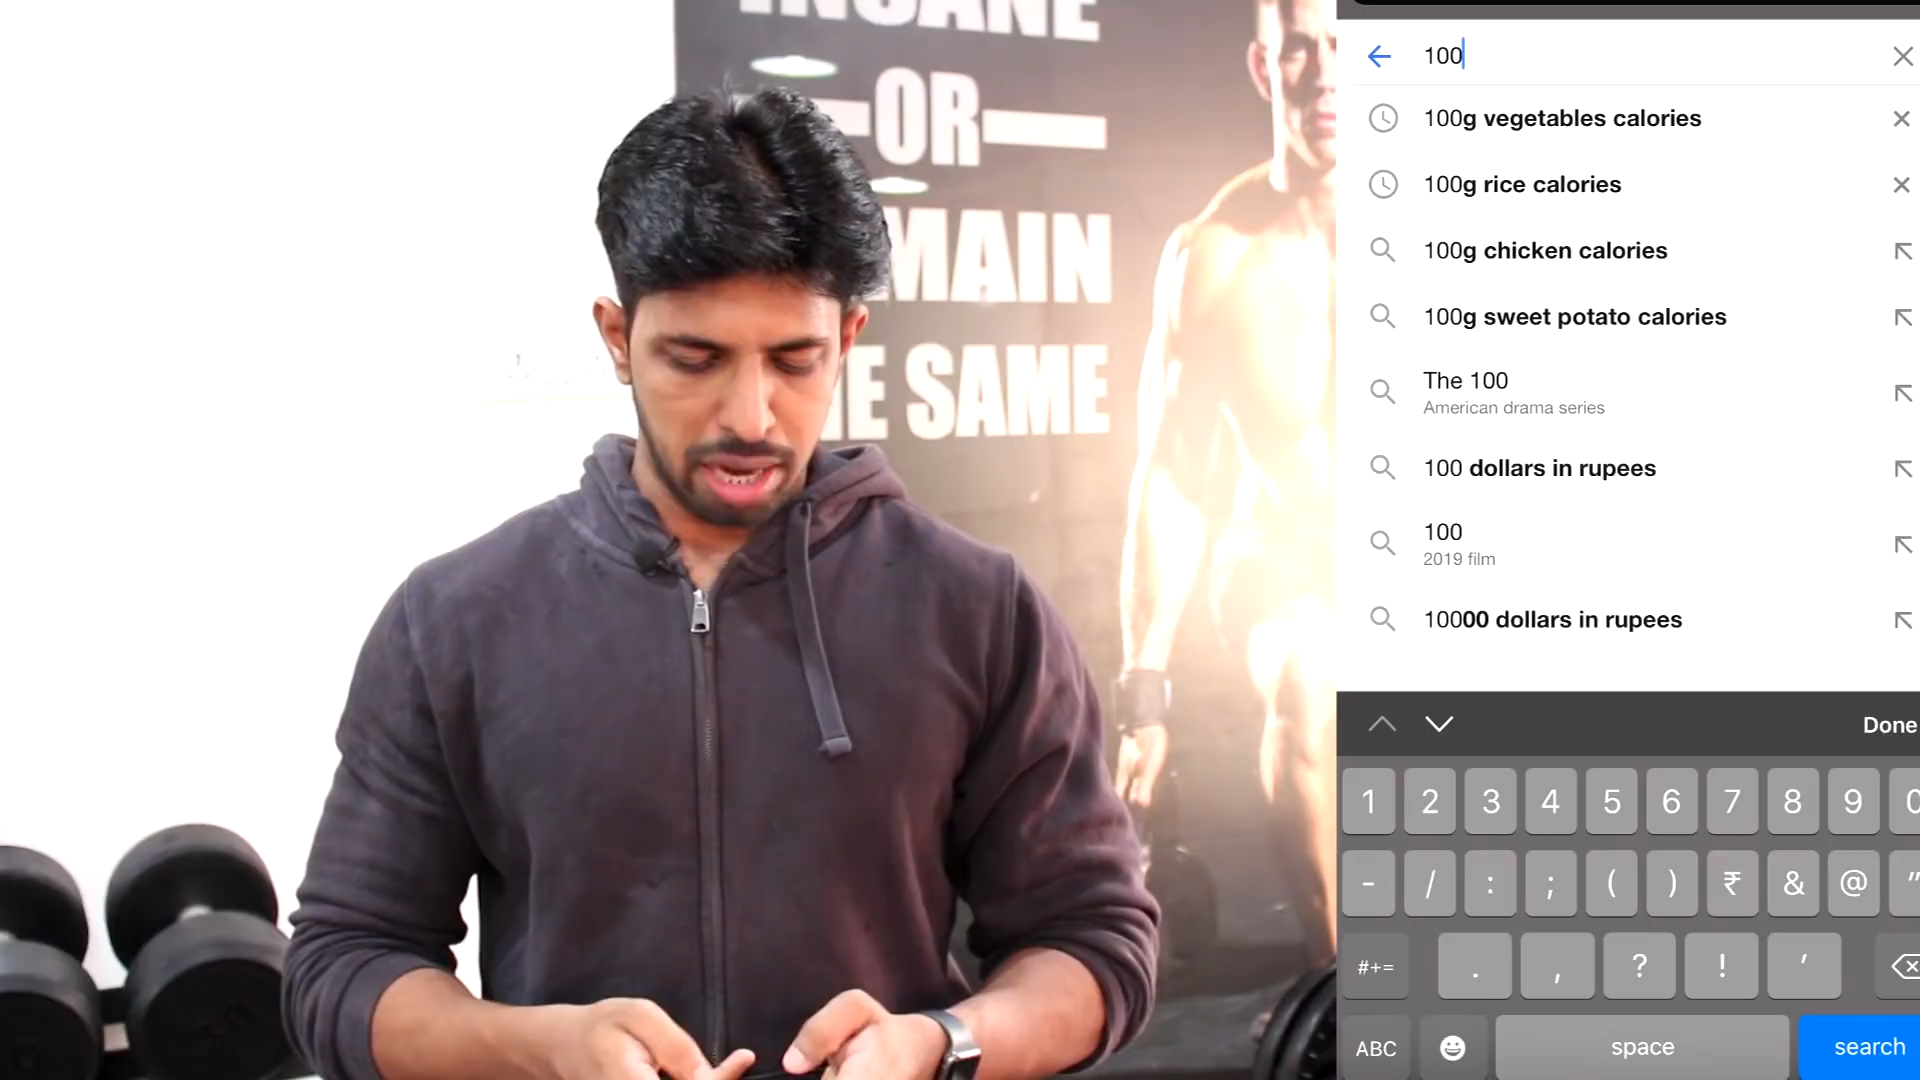 INSANE
OR
MAIN
E SAME
100
100g vegetables calories
100g rice calories
100g chicken calories
100g sweet potato calories
The 100
American drama series
100 dollars in rupees
100
2019 film
10000 dollars in rupees
Done
1 2 3 4 5 6 7 8 9 0
- / : ; ( ) ₹ & @ "
#+= . , ? ! '
ABC space search